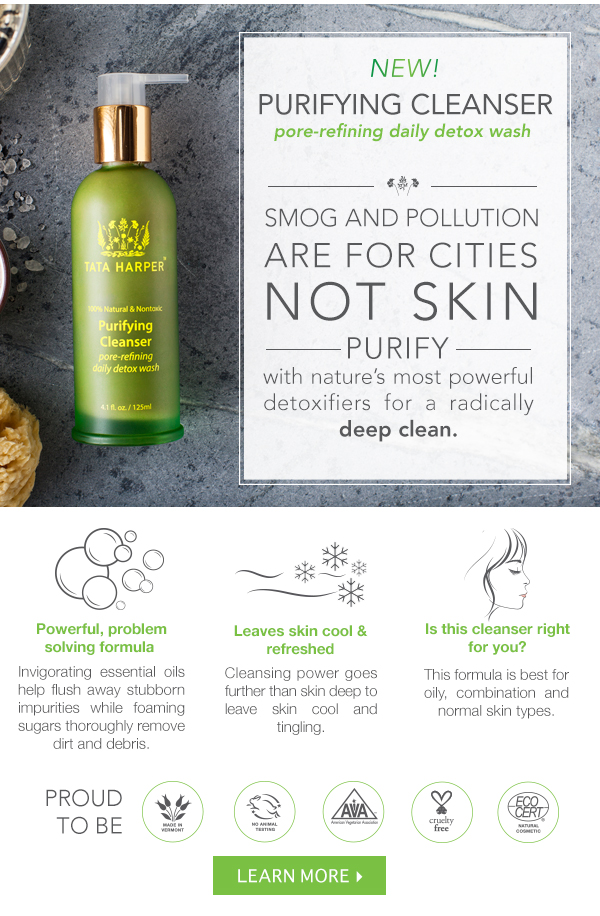 NEW!
PURIFYING CLEANSER
pore-refining daily detox wash
SMOG AND POLLUTION
ARE FOR CITIES
NOT SKIN
PURIFY
with nature's most powerful
detoxifiers for a radically
deep clean.
TATA HARPER™
100% Natural & Nontoxic
Purifying
Cleanser
pore-refining
daily detox wash
4.1 fl. oz. / 125ml
Powerful, problem
solving formula
Invigorating essential oils
help flush away stubborn
impurities while foaming
sugars thoroughly remove
dirt and debris.
Leaves skin cool &
refreshed
Cleansing power goes
further than skin deep to
leave skin cool and
tingling.
Is this cleanser right
for you?
This formula is best for
oily, combination and
normal skin types.
PROUD
TO BE
MADE IN
VERMONT
NO ANIMAL
TESTING
AVA
American Vegetarian Association
cruelty
free
ECO
CERT®
NATURAL
COSMETIC
LEARN MORE